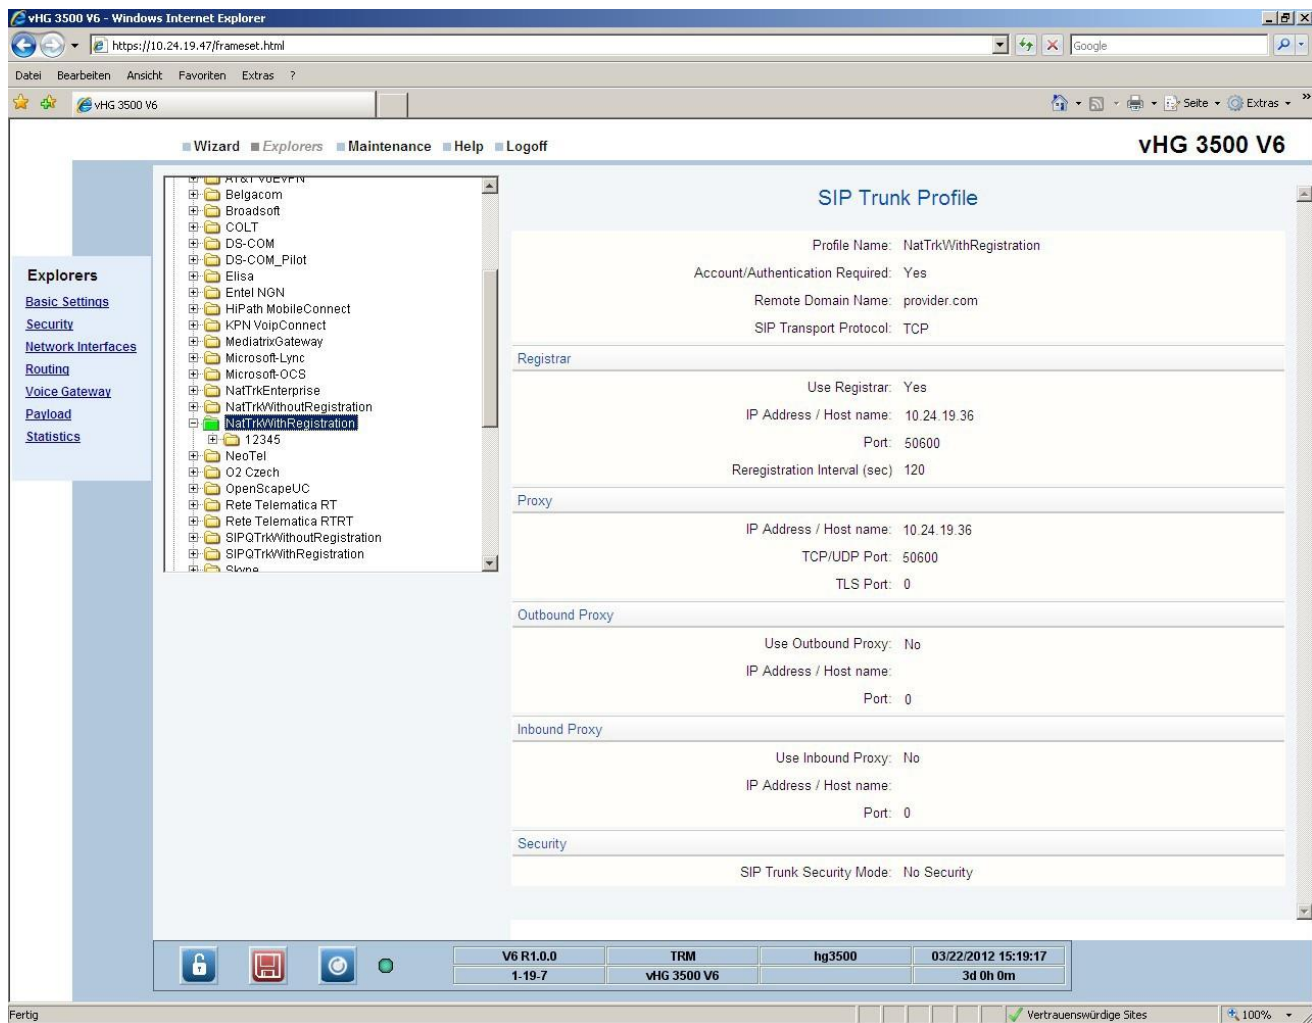 vHG 3500 V6 - Windows Internet Explorer
https://10.24.19.47/frameset.html
Google
Datei Bearbeiten Ansicht Favoriten Extras ?
vHG 3500 V6
Seite Extras »
Wizard Explorers Maintenance Help Logoff
vHG 3500 V6
Explorers
Basic Settings
Security
Network Interfaces
Routing
Voice Gateway
Payload
Statistics
AT&T VoEVPN
Belgacom
Broadsoft
COLT
DS-COM
DS-COM_Pilot
Elisa
Entel NGN
HiPath MobileConnect
KPN VoipConnect
MediatrixGateway
Microsoft-Lync
Microsoft-OCS
NatTrkEnterprise
NatTrkWithoutRegistration
NatTrkWithRegistration
12345
NeoTel
O2 Czech
OpenScapeUC
Rete Telematica RT
Rete Telematica RTRT
SIPQTrkWithoutRegistration
SIPQTrkWithRegistration
Skype
SIP Trunk Profile
Profile Name: NatTrkWithRegistration
Account/Authentication Required: Yes
Remote Domain Name: provider.com
SIP Transport Protocol: TCP
Registrar
Use Registrar: Yes
IP Address / Host name: 10.24.19.36
Port: 50600
Reregistration Interval (sec) 120
Proxy
IP Address / Host name: 10.24.19.36
TCP/UDP Port: 50600
TLS Port: 0
Outbound Proxy
Use Outbound Proxy: No
IP Address / Host name:
Port: 0
Inbound Proxy
Use Inbound Proxy: No
IP Address / Host name:
Port: 0
Security
SIP Trunk Security Mode: No Security
V6 R1.0.0 TRM hg3500 03/22/2012 15:19:17
1-19-7 vHG 3500 V6 3d 0h 0m
Fertig Vertrauenswürdige Sites 100%